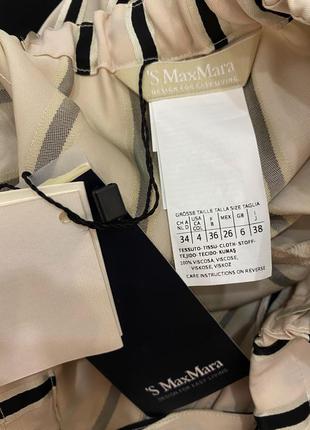 'S MaxMara
DESIGN FOR EASY LIVING
GRÖSSE TAILLE TALLA SIZE TAGLIA
CH A NL D USA CA COL F B MEX GB I J
34 4 36 26 6 38
TESSUTO-TISSU-CLOTH-STOFF-
TEJIDO-TECIDO-KUMAŞ
100% VISCOSA, VISCOSE,
VISKOSE, VISKOZ
CARE INSTRUCTIONS ON REVERSE
'S MaxMara
DESIGN FOR EASY LIVING